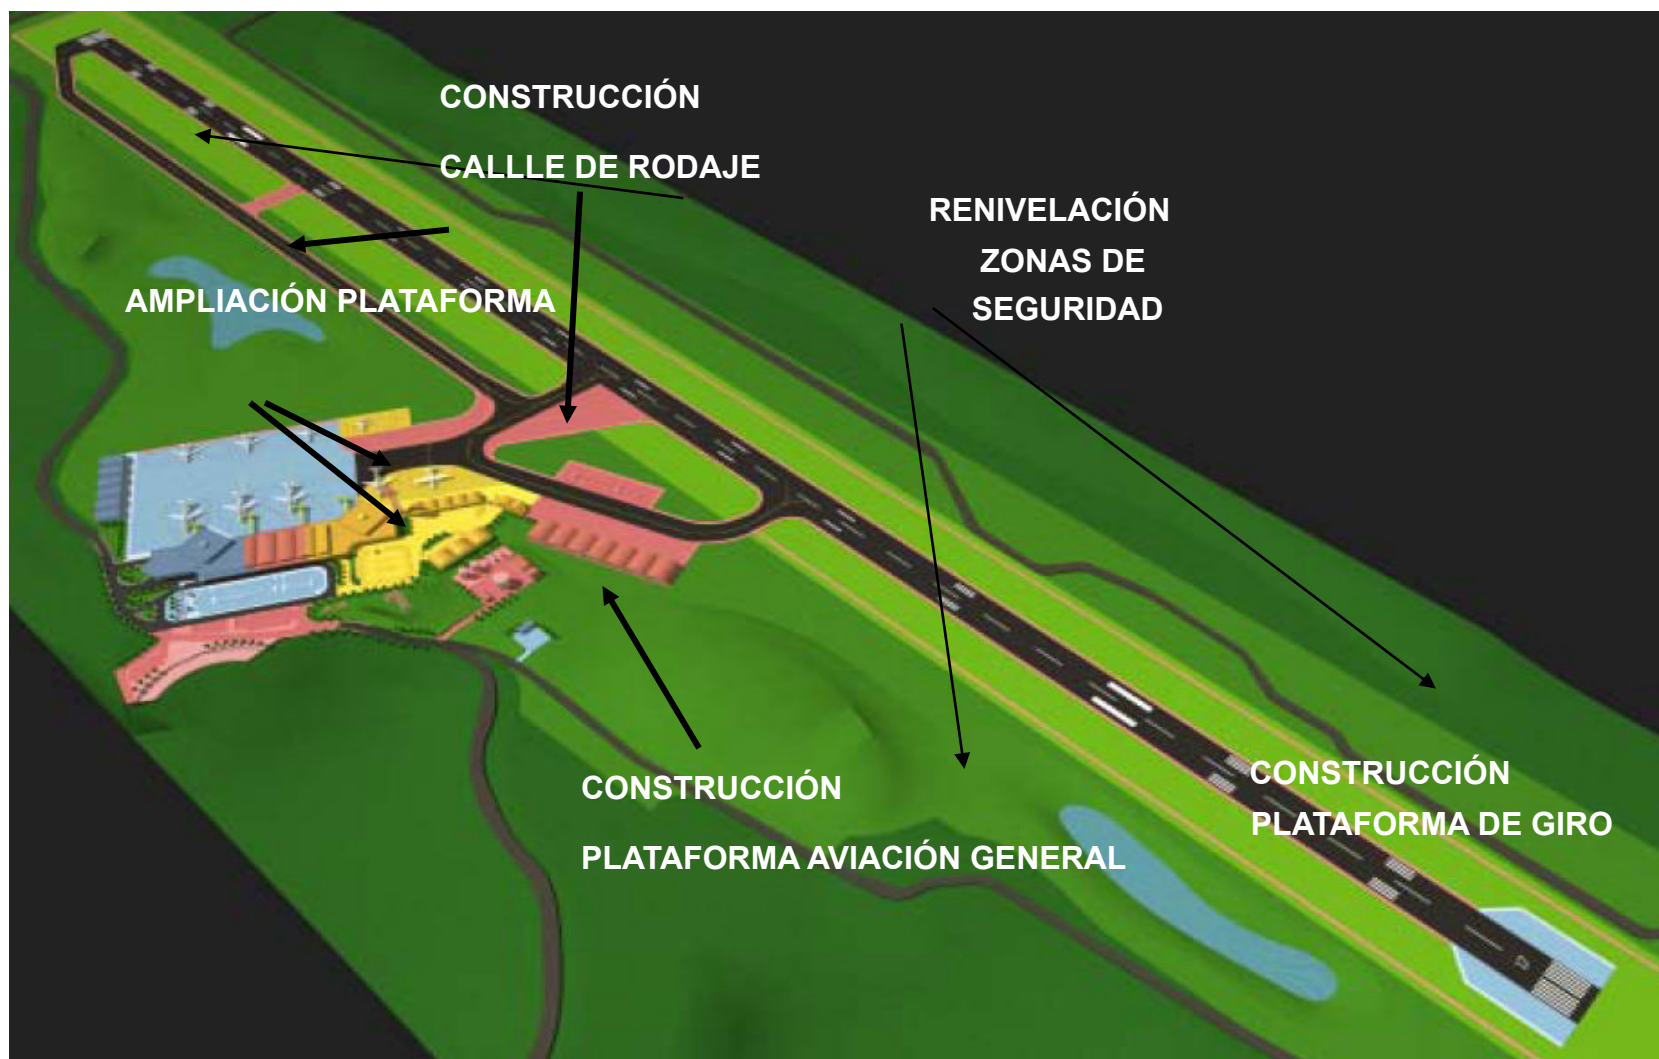 CONSTRUCCIÓN
CALLLE DE RODAJE
RENIVELACIÓN
ZONAS DE
SEGURIDAD
AMPLIACIÓN PLATAFORMA
CONSTRUCCIÓN
PLATAFORMA DE GIRO
CONSTRUCCIÓN
PLATAFORMA AVIACIÓN GENERAL